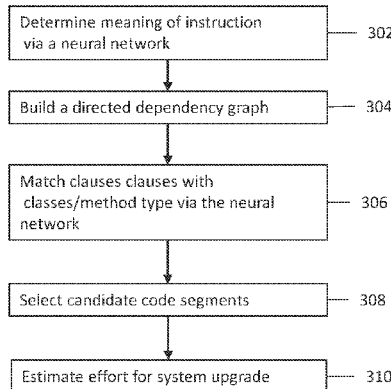 Determine meaning of instruction
via a neural network
302
Build a directed dependency graph
304
Match clauses clauses with
classes/method type via the neural
network
306
Select candidate code segments
308
Estimate effort for system upgrade
310